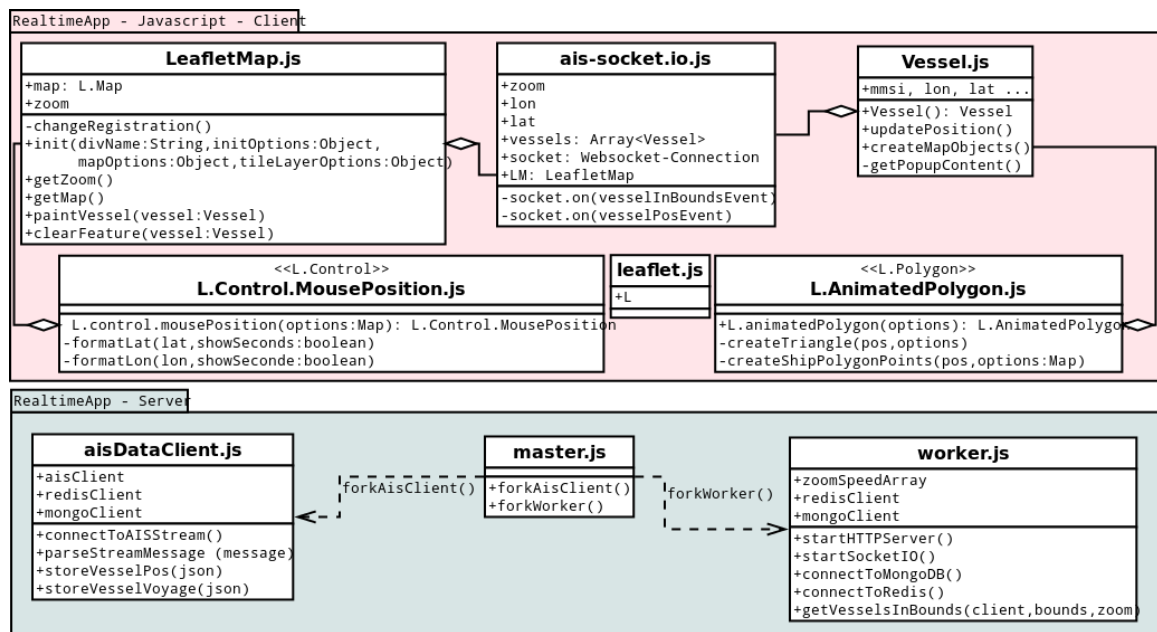 RealtimeApp - Javascript - Client
LeafletMap.js
+map: L.Map
+zoom
-changeRegistration()
+init(divName:String,initOptions:Object,
mapOptions:Object,tileLayerOptions:Object)
+getZoom()
+getMap()
+paintVessel(vessel:Vessel)
+clearFeature(vessel:Vessel)
ais-socket.io.js
+zoom
+lon
+lat
+vessels: Array<Vessel>
+socket: Websocket-Connection
+LM: LeafletMap
-socket.on(vesselInBoundsEvent)
-socket.on(vesselPosEvent)
Vessel.js
+mmsi, lon, lat ...
+Vessel(): Vessel
+updatePosition()
+createMapObjects()
-getPopupContent()
<<L.Control>>
L.Control.MousePosition.js
L.control.mousePosition(options:Map): L.Control.MousePosition
-formatLat(lat,showSeconds:boolean)
-formatLon(lon,showSeconde:boolean)
leaflet.js
+L
<<L.Polygon>>
L.AnimatedPolygon.js
+L.animatedPolygon(options): L.AnimatedPolygon
-createTriangle(pos,options)
-createShipPolygonPoints(pos,options:Map)
RealtimeApp - Server
aisDataClient.js
+aisClient
+redisClient
+mongoClient
+connectToAISStream()
+parseStreamMessage (message)
+storeVesselPos(json)
+storeVesselVoyage(json)
forkAisClient()
master.js
+forkAisClient()
+forkWorker()
forkWorker()
worker.js
+zoomSpeedArray
+redisClient
+mongoClient
+startHTTPServer()
+startSocketIO()
+connectToMongoDB()
+connectToRedis()
+getVesselsInBounds(client,bounds,zoom)